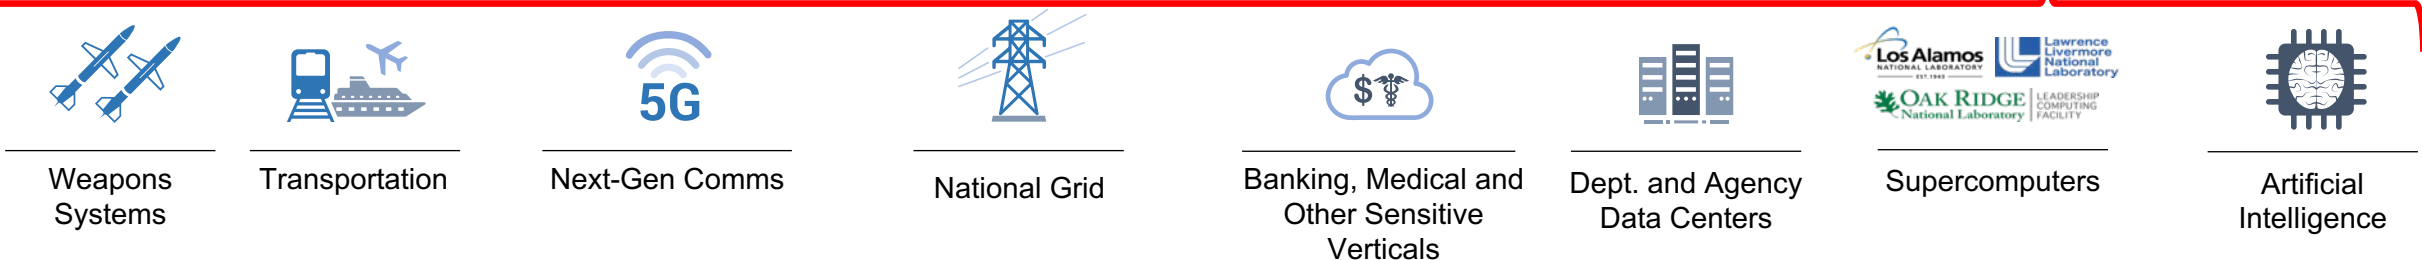 5G
$
Los Alamos
NATIONAL LABORATORY
EST. 1943
Lawrence
Livermore
National
Laboratory
OAK RIDGE
National Laboratory
LEADERSHIP
COMPUTING
FACILITY
Weapons
Systems
Transportation
Next-Gen Comms
National Grid
Banking, Medical and
Other Sensitive
Verticals
Dept. and Agency
Data Centers
Supercomputers
Artificial
Intelligence